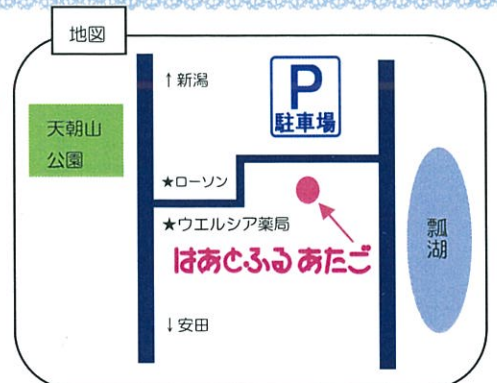 地図
↑新潟
P
駐車場
天朝山
公園
★ローソン
★ウエルシア薬局
はあとふる あたご
瓢湖
↓安田